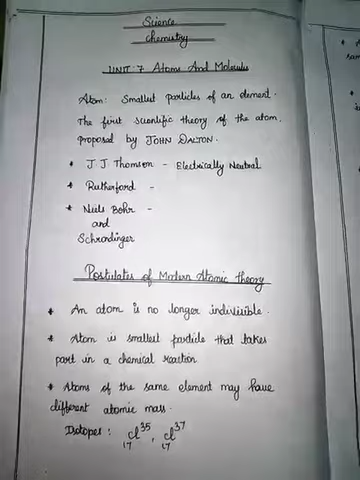 Science
Chemistry
UNIT 7 Atoms And Molecules
Atom: Smallest particles of an element.
The first scientific theory of the atom.
proposed by JOHN DALTON.
* J J Thomson - Electrically Neutral
* Rutherford -
* Niels Bohr -
and
Schrondinger
Postulates of Mordern Atomic theory
* An atom is no longer indivisible.
* Atom is smallest particle that takes
part in a chemical reaction
* Atoms of the same element may have
different atomic mass.
Isotopes : ₁₇Cl³⁵, ₁₇Cl³⁷